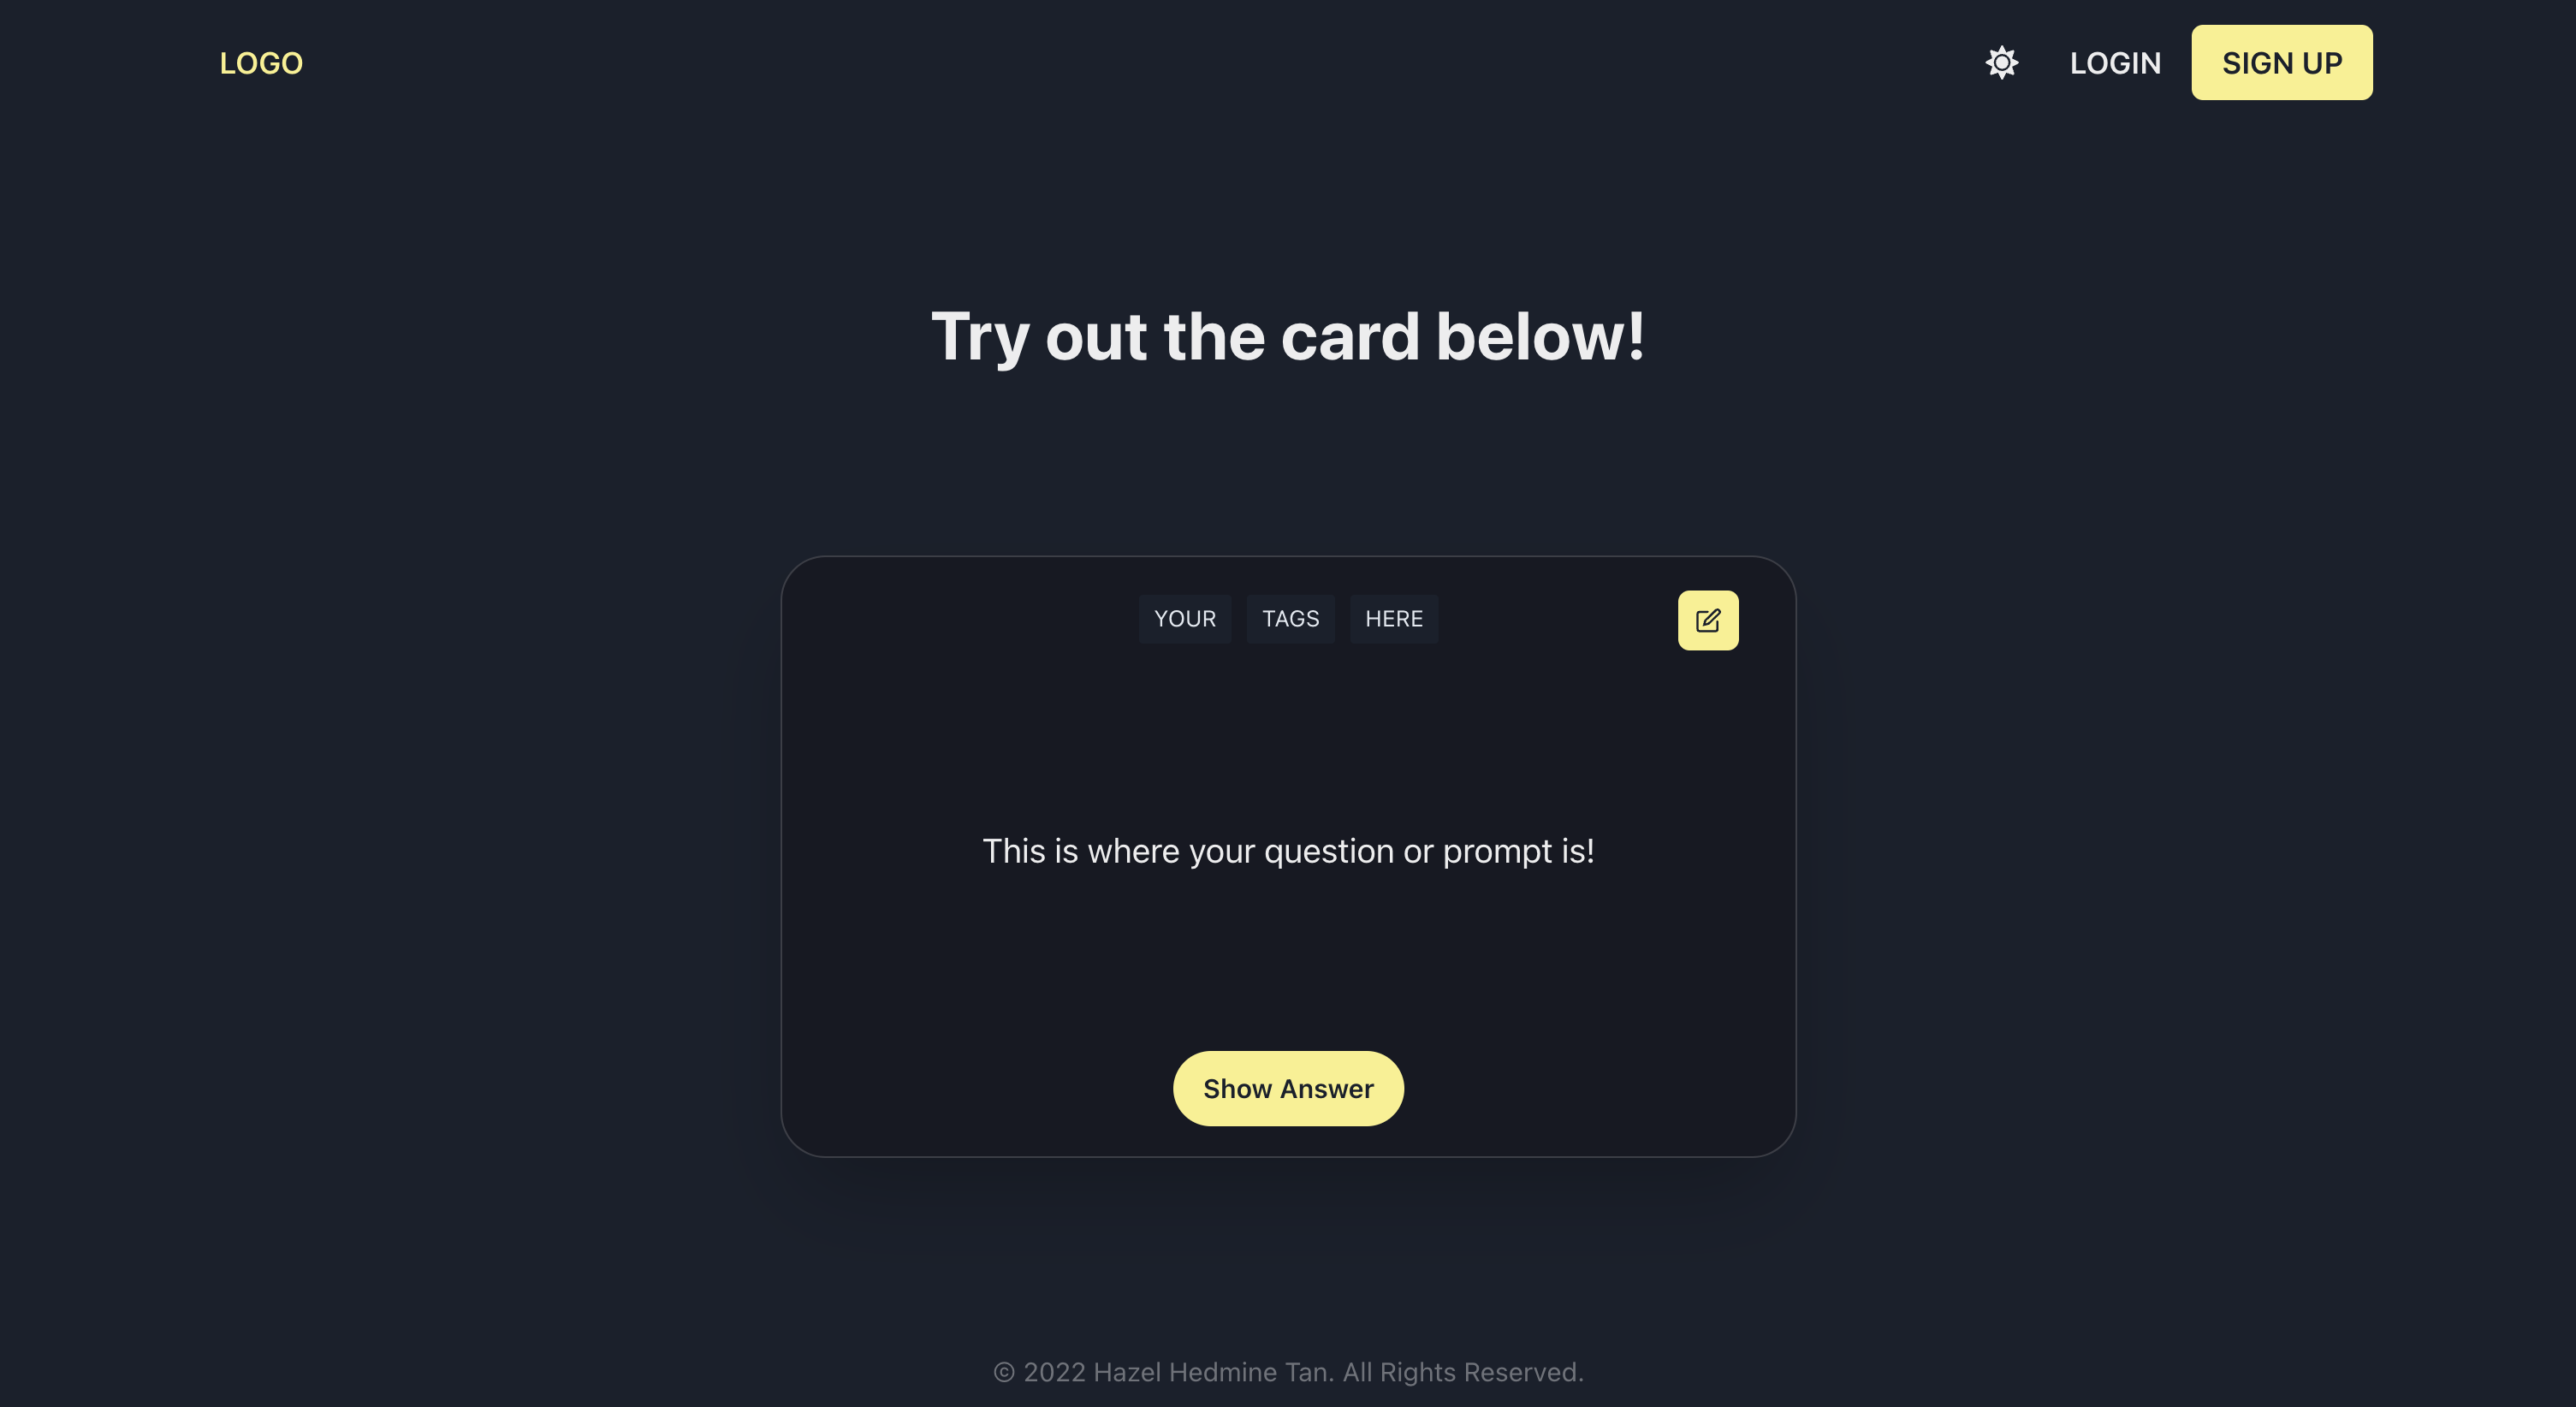 LOGO
LOGIN
SIGN UP
Try out the card below!
YOUR TAGS HERE
This is where your question or prompt is!
Show Answer
© 2022 Hazel Hedmine Tan. All Rights Reserved.